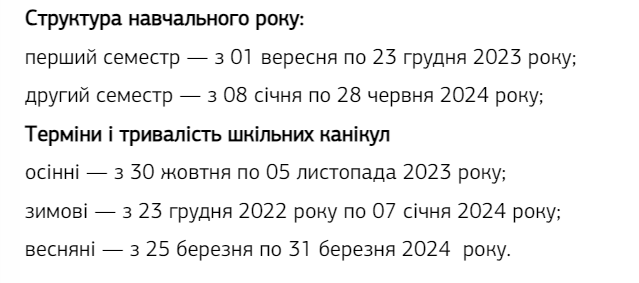 Структура навчального року:
перший семестр — з 01 вересня по 23 грудня 2023 року;
другий семестр — з 08 січня по 28 червня 2024 року;
Терміни і тривалість шкільних канікул
осінні — з 30 жовтня по 05 листопада 2023 року;
зимові — з 23 грудня 2022 року по 07 січня 2024 року;
весняні — з 25 березня по 31 березня 2024  року.